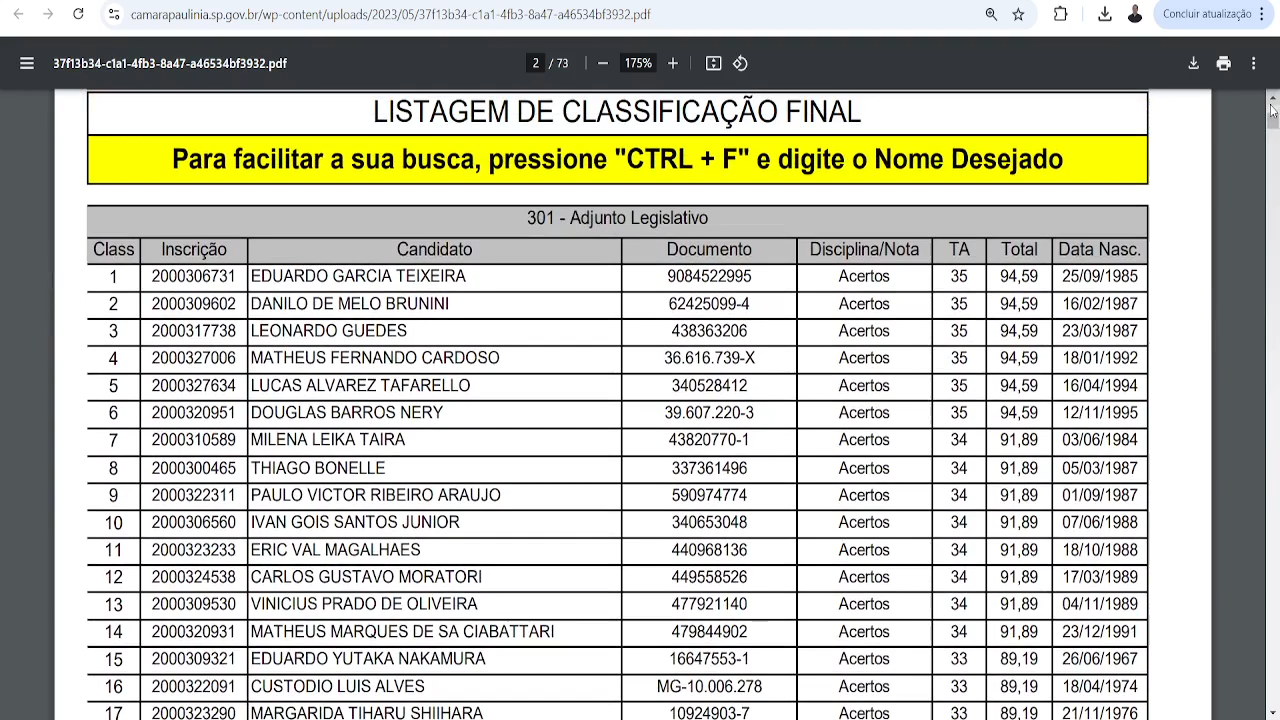 camarapaulinia.sp.gov.br/wp-content/uploads/2023/05/37f13b34-c1a1-4fb3-8a47-a46534bf3932.pdf
Concluir atualização
37f13b34-c1a1-4fb3-8a47-a46534bf3932.pdf
2 / 73
175%
LISTAGEM DE CLASSIFICAÇÃO FINAL
Para facilitar a sua busca, pressione "CTRL + F" e digite o Nome Desejado
301 - Adjunto Legislativo
Class Inscrição Candidato Documento Disciplina/Nota TA Total Data Nasc.
1 2000306731 EDUARDO GARCIA TEIXEIRA 9084522995 Acertos 35 94,59 25/09/1985
2 2000309602 DANILO DE MELO BRUNINI 62425099-4 Acertos 35 94,59 16/02/1987
3 2000317738 LEONARDO GUEDES 438363206 Acertos 35 94,59 23/03/1987
4 2000327006 MATHEUS FERNANDO CARDOSO 36.616.739-X Acertos 35 94,59 18/01/1992
5 2000327634 LUCAS ALVAREZ TAFARELLO 340528412 Acertos 35 94,59 16/04/1994
6 2000320951 DOUGLAS BARROS NERY 39.607.220-3 Acertos 35 94,59 12/11/1995
7 2000310589 MILENA LEIKA TAIRA 43820770-1 Acertos 34 91,89 03/06/1984
8 2000300465 THIAGO BONELLE 337361496 Acertos 34 91,89 05/03/1987
9 2000322311 PAULO VICTOR RIBEIRO ARAUJO 590974774 Acertos 34 91,89 01/09/1987
10 2000306560 IVAN GOIS SANTOS JUNIOR 340653048 Acertos 34 91,89 07/06/1988
11 2000323233 ERIC VAL MAGALHAES 440968136 Acertos 34 91,89 18/10/1988
12 2000324538 CARLOS GUSTAVO MORATORI 449558526 Acertos 34 91,89 17/03/1989
13 2000309530 VINICIUS PRADO DE OLIVEIRA 477921140 Acertos 34 91,89 04/11/1989
14 2000320931 MATHEUS MARQUES DE SA CIABATTARI 479844902 Acertos 34 91,89 23/12/1991
15 2000309321 EDUARDO YUTAKA NAKAMURA 16647553-1 Acertos 33 89,19 26/06/1967
16 2000322091 CUSTODIO LUIS ALVES MG-10.006.278 Acertos 33 89,19 18/04/1974
17 2000323290 MARGARIDA TIHARU SHIIHARA 10924903-7 Acertos 33 89,19 21/11/1976